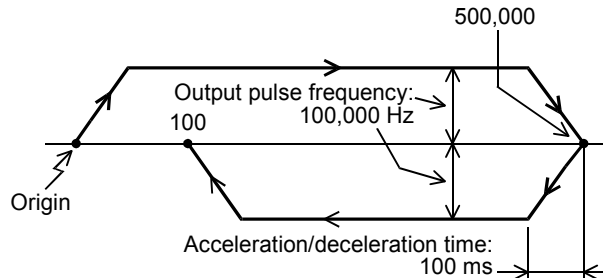 500,000
Output pulse frequency:
100,000 Hz
100
Origin
Acceleration/deceleration time:
100 ms